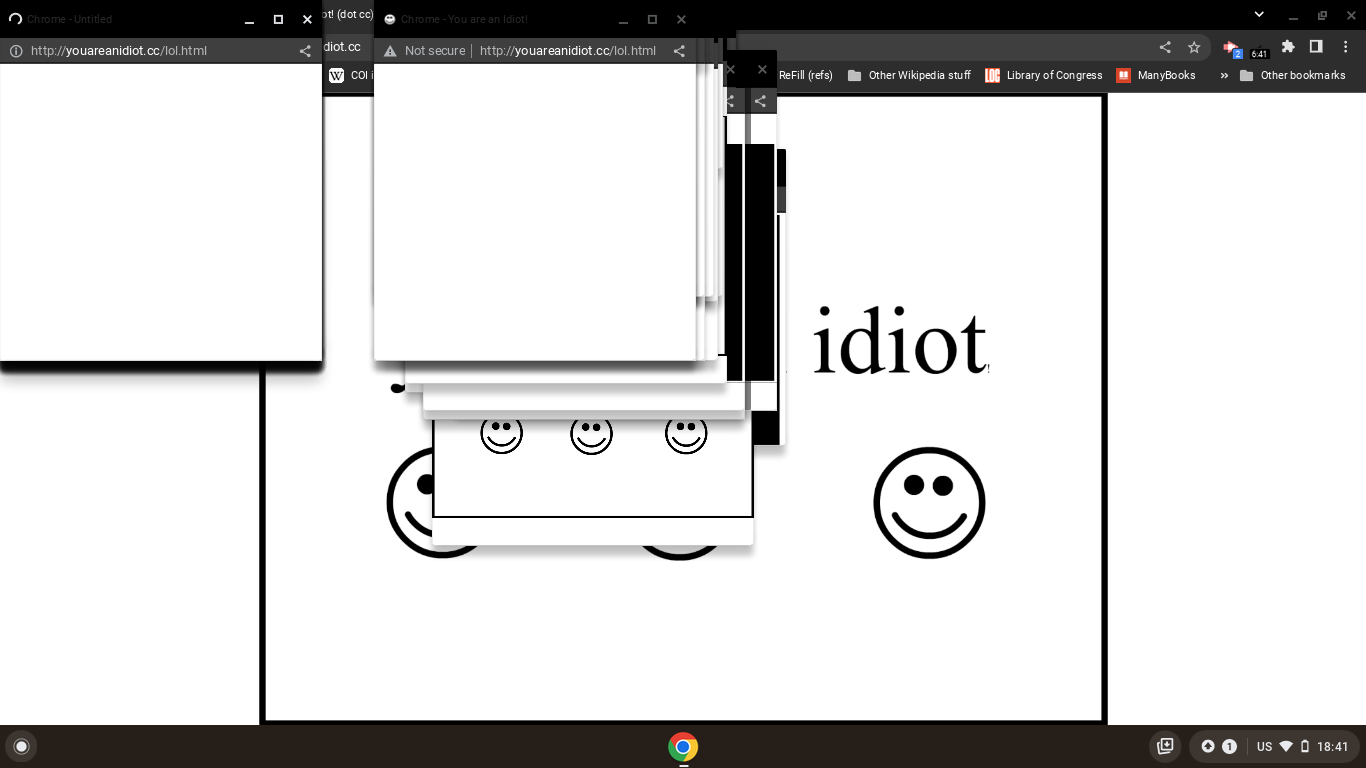 Chrome - Untitled
ot! (dot cc)
Chrome - You are an Idiot!
http://youareanidiot.cc/lol.html
diot.cc
Not secure
http://youareanidiot.cc/lol.html
2
6:41
COI i
ReFill (refs)
Other Wikipedia stuff
Library of Congress
ManyBooks
»
Other bookmarks
idiot!
1
US
18:41